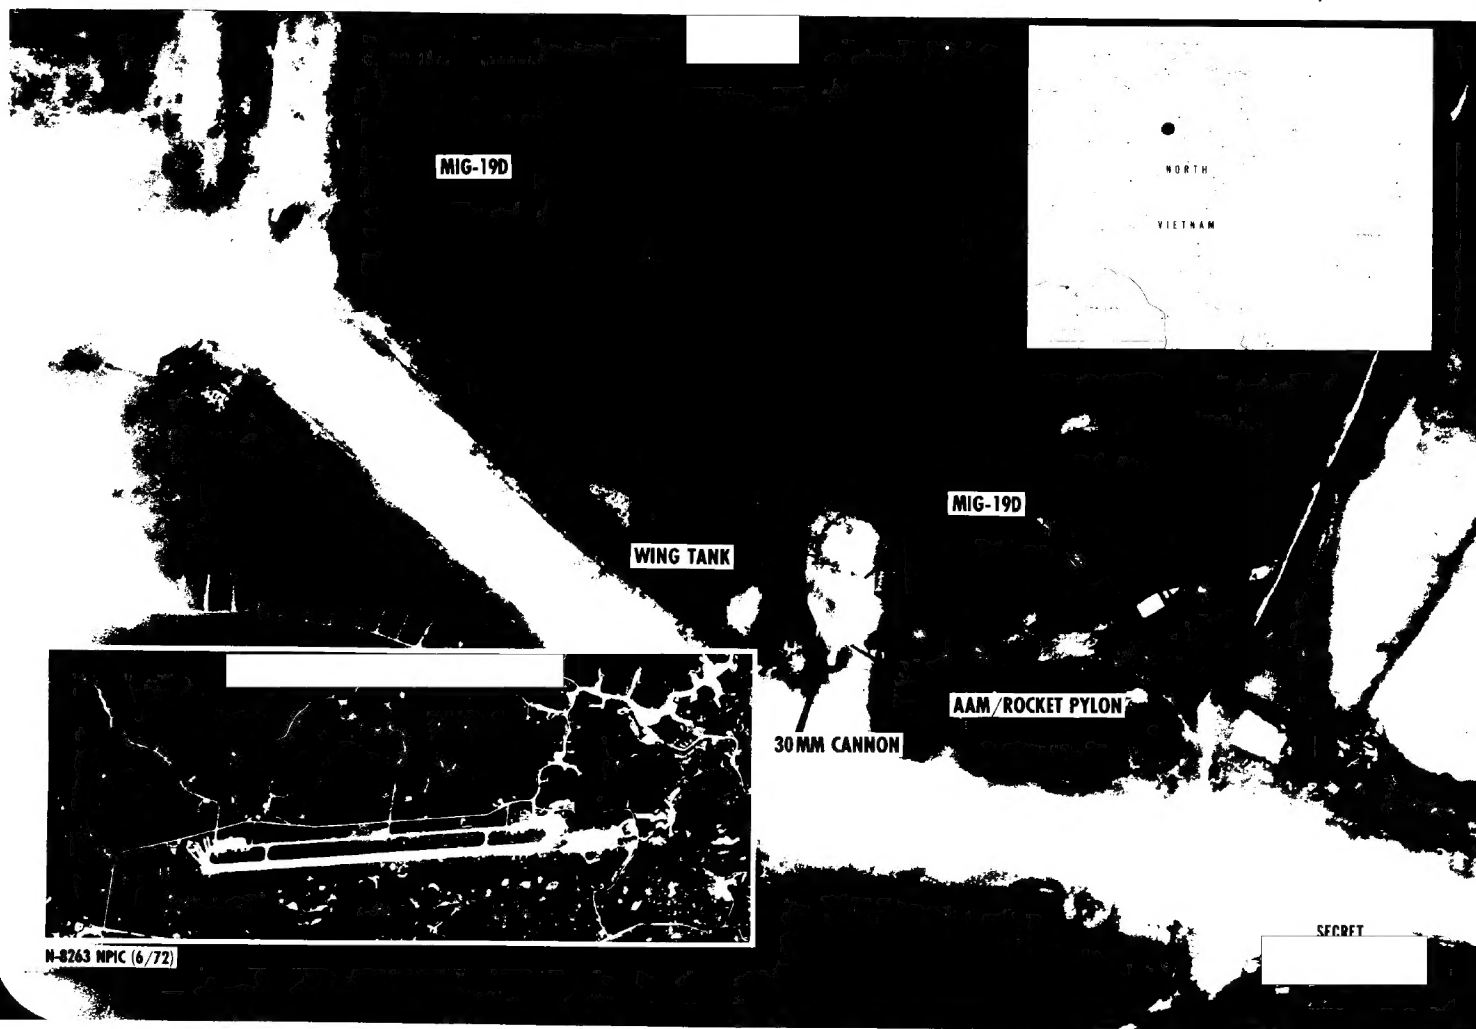 MIG-19D
NORTH
VIETNAM
MIG-19D
WING TANK
AAM/ROCKET PYLON
30MM CANNON
SECRET
N-8263 NPIC (6/72)